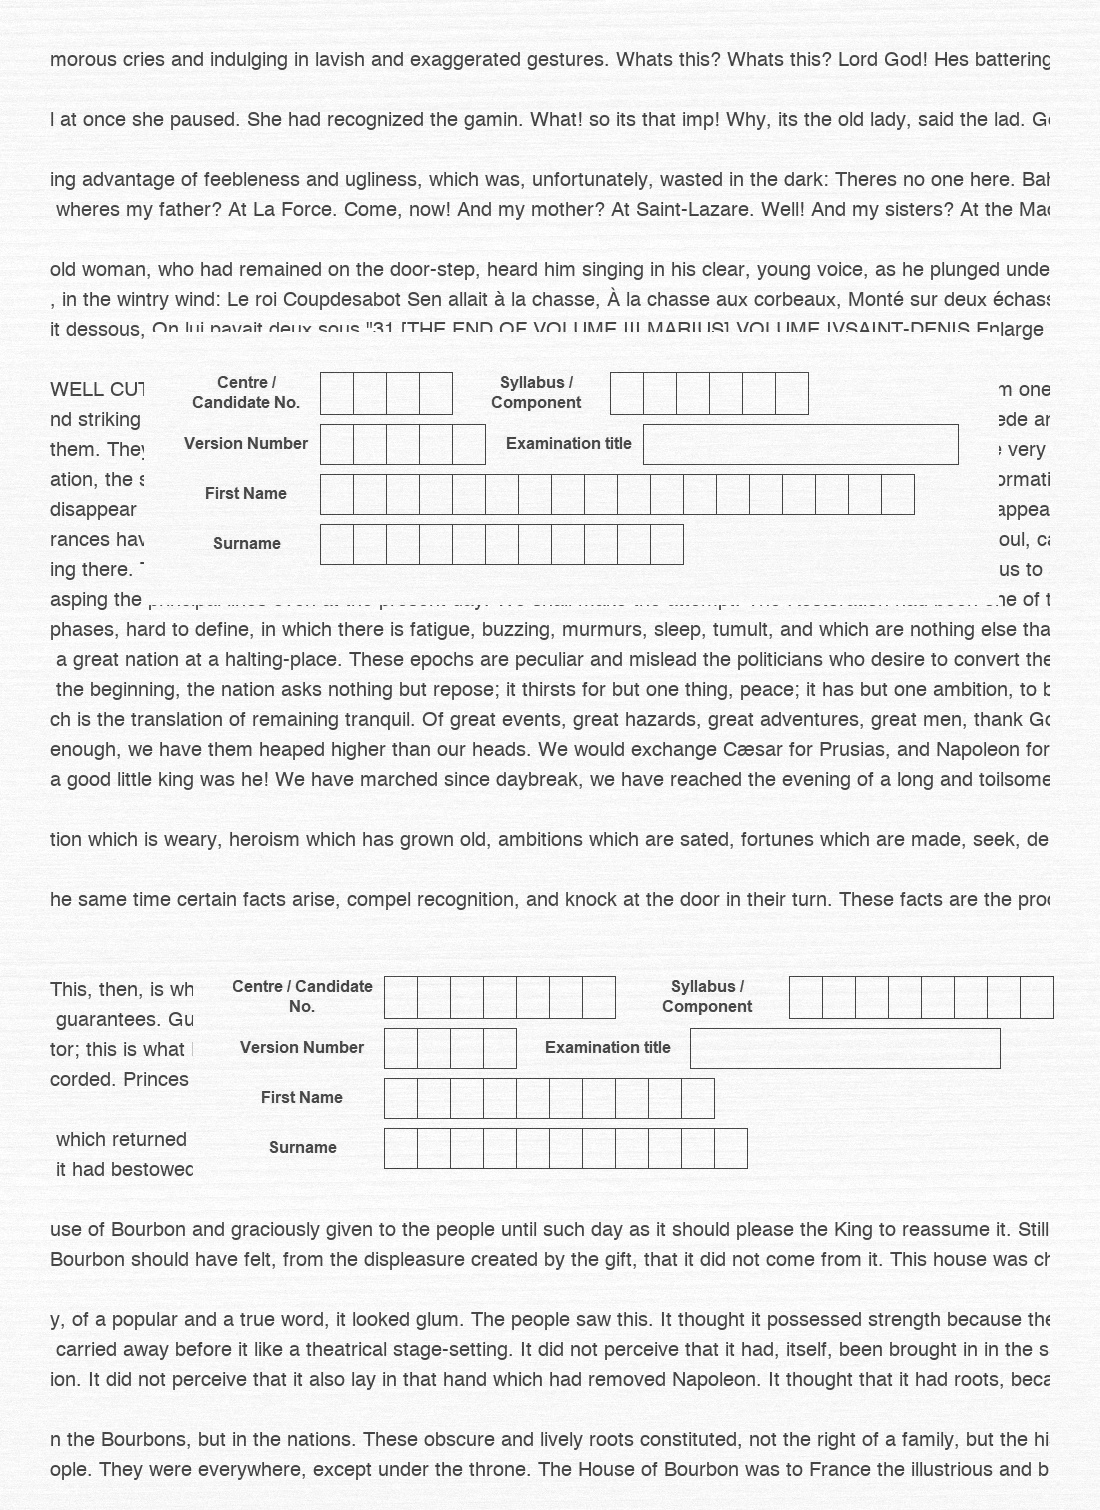 morous cries and indulging in lavish and exaggerated gestures. Whats this? Whats this? Lord God! Hes battering
l at once she paused. She had recognized the gamin. What! so its that imp! Why, its the old lady, said the lad.
ing advantage of feebleness and ugliness, which was, unfortunately, wasted in the dark: Theres no one here.
wheres my father? At La Force. Come, now! And my mother? At Saint-Lazare. Well! And my sisters? At the
old woman, who had remained on the door-step, heard him singing in his clear, young voice, as he plunged unde
, in the wintry wind: Le roi Coupdesabot Sen allait à la chasse, À la chasse aux corbeaux, Monté sur deux échass
it dessous, On lui payait deux sous "31 [THE END OF VOLUME III MARIUS] VOLUME IVSAINT-DENIS Enlarge
WELL CUT m one
nd striking ede
them. They very
ation, the ormati
disappear appea
rances hav oul,
ing there. us to
asping the principal lines even at the present day. We shall make the attempt. The Restoration had been one of
phases, hard to define, in which there is fatigue, buzzing, murmurs, sleep, tumult, and which are nothing else tha
a great nation at a halting-place. These epochs are peculiar and mislead the politicians who desire to convert the
the beginning, the nation asks nothing but repose; it thirsts for but one thing, peace; it has but one ambition, to b
ch is the translation of remaining tranquil. Of great events, great hazards, great adventures, great men, thank
enough, we have them heaped higher than our heads. We would exchange Cæsar for Prusias, and Napoleon for
a good little king was he! We have marched since daybreak, we have reached the evening of a long and toilsome
tion which is weary, heroism which has grown old, ambitions which are sated, fortunes which are made, seek, de
he same time certain facts arise, compel recognition, and knock at the door in their turn. These facts are the
This, then, is wh
guarantees. Gu
tor; this is what
corded. Princes
which returned
it had bestowed
Centre / Candidate No. Syllabus / Component
Version Number Examination title
First Name
Surname
Centre / Candidate No. Syllabus / Component
Version Number Examination title
First Name
Surname
use of Bourbon and graciously given to the people until such day as it should please the King to reassume it. Still
Bourbon should have felt, from the displeasure created by the gift, that it did not come from it. This house was ch
y, of a popular and a true word, it looked glum. The people saw this. It thought it possessed strength because the
carried away before it like a theatrical stage-setting. It did not perceive that it had, itself, been brought in in the s
ion. It did not perceive that it also lay in that hand which had removed Napoleon. It thought that it had roots, beca
n the Bourbons, but in the nations. These obscure and lively roots constituted, not the right of a family, but the hi
ople. They were everywhere, except under the throne. The House of Bourbon was to France the illustrious and b